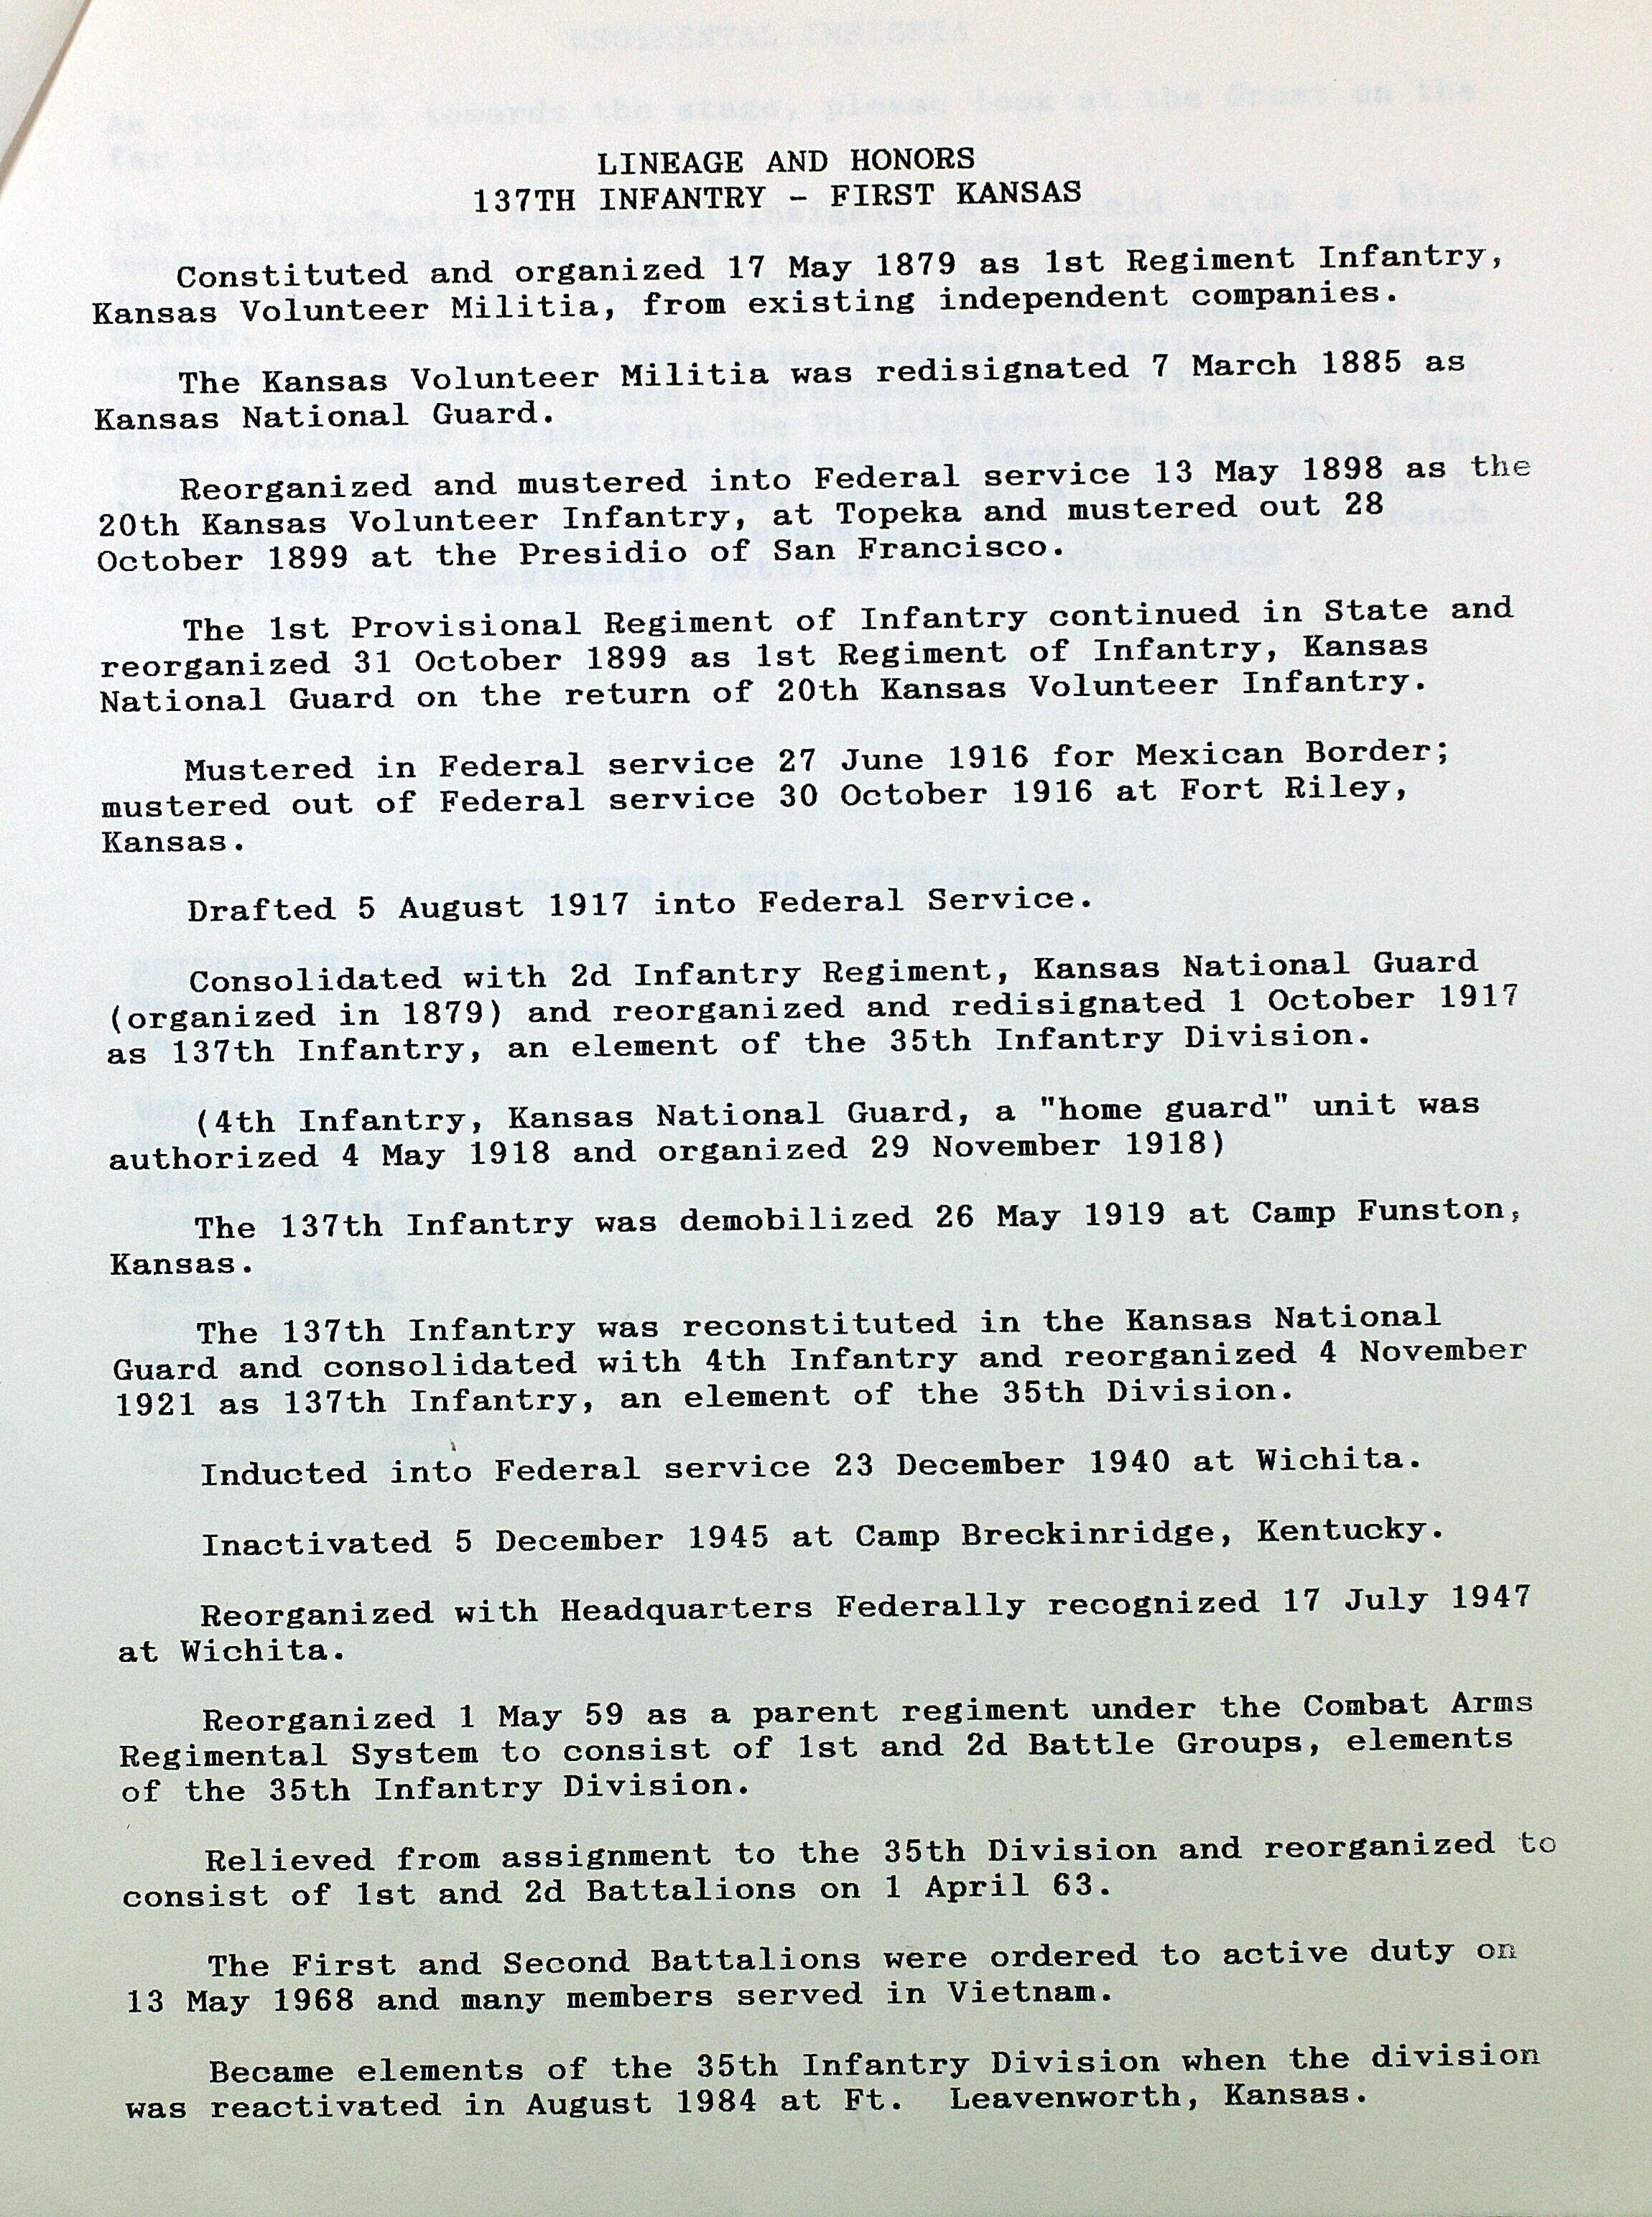 LINEAGE AND HONORS
137TH INFANTRY - FIRST KANSAS
Constituted and organized 17 May 1879 as 1st Regiment Infantry,
Kansas Volunteer Militia, from existing independent companies.
The Kansas Volunteer Militia was redisignated 7 March 1885 as
Kansas National Guard.
Reorganized and mustered into Federal service 13 May 1898 as the
20th Kansas Volunteer Infantry, at Topeka and mustered out 28
October 1899 at the Presidio of San Francisco.
The 1st Provisional Regiment of Infantry continued in State and
reorganized 31 October 1899 as 1st Regiment of Infantry, Kansas
National Guard on the return of 20th Kansas Volunteer Infantry.
Mustered in Federal service 27 June 1916 for Mexican Border;
mustered out of Federal service 30 October 1916 at Fort Riley,
Kansas.
Drafted 5 August 1917 into Federal Service.
Consolidated with 2d Infantry Regiment, Kansas National Guard
(organized in 1879) and reorganized and redisignated 1 October 1917
as 137th Infantry, an element of the 35th Infantry Division.
(4th Infantry, Kansas National Guard, a "home guard" unit was
authorized 4 May 1918 and organized 29 November 1918)
The 137th Infantry was demobilized 26 May 1919 at Camp Funston,
Kansas.
The 137th Infantry was reconstituted in the Kansas National
Guard and consolidated with 4th Infantry and reorganized 4 November
1921 as 137th Infantry, an element of the 35th Division.
Inducted into Federal service 23 December 1940 at Wichita.
Inactivated 5 December 1945 at Camp Breckinridge, Kentucky.
Reorganized with Headquarters Federally recognized 17 July 1947
at Wichita.
Reorganized 1 May 59 as a parent regiment under the Combat Arms
Regimental System to consist of 1st and 2d Battle Groups, elements
of the 35th Infantry Division.
Relieved from assignment to the 35th Division and reorganized to
consist of 1st and 2d Battalions on 1 April 63.
The First and Second Battalions were ordered to active duty on
13 May 1968 and many members served in Vietnam.
Became elements of the 35th Infantry Division when the division
was reactivated in August 1984 at Ft.  Leavenworth, Kansas.